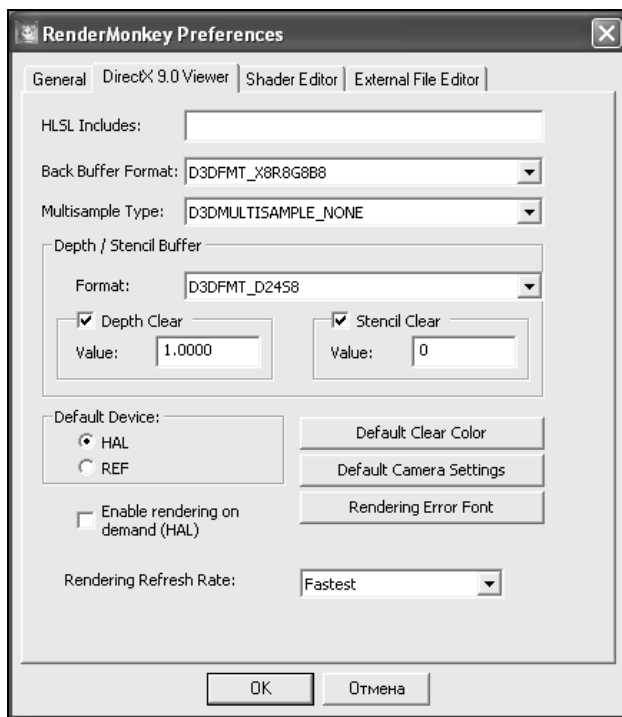 RenderMonkey Preferences
General DirectX 9.0 Viewer Shader Editor External File Editor
HLSL Includes:
Back Buffer Format: D3DFMT_X8R8G8B8
Multisample Type: D3DMULTISAMPLE_NONE
Depth / Stencil Buffer
Format: D3DFMT_D24S8
Depth Clear Stencil Clear
Value: 1.0000 Value: 0
Default Device:
HAL
REF
Default Clear Color
Default Camera Settings
Rendering Error Font
Enable rendering on
demand (HAL)
Rendering Refresh Rate: Fastest
OK Отмена